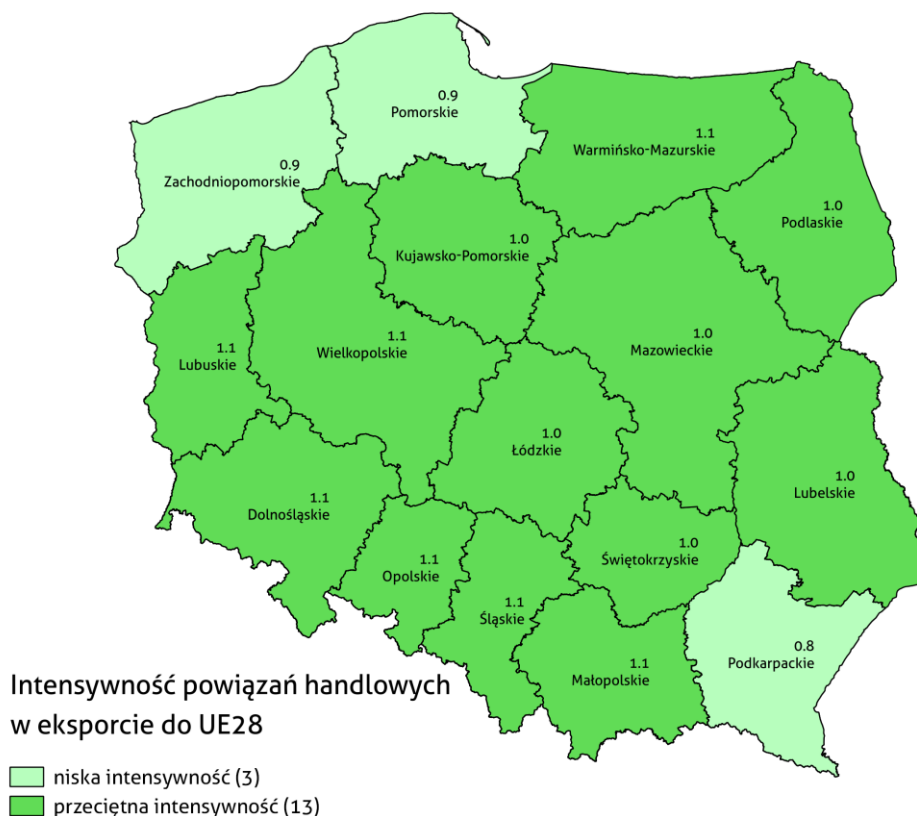 0.9
Pomorskie
0.9
Zachodniopomorskie
1.1
Warmińsko-Mazurskie
1.0
Podlaskie
1.0
Kujawsko-Pomorskie
1.1
Lubuskie
1.1
Wielkopolskie
1.0
Mazowieckie
1.0
Łódzkie
1.0
Lubelskie
1.1
Dolnośląskie
1.1
Opolskie
1.1
Śląskie
1.0
Świętokrzyskie
1.1
Małopolskie
0.8
Podkarpackie
Intensywność powiązań handlowych
w eksporcie do UE28
niska intensywność (3)
przeciętna intensywność (13)